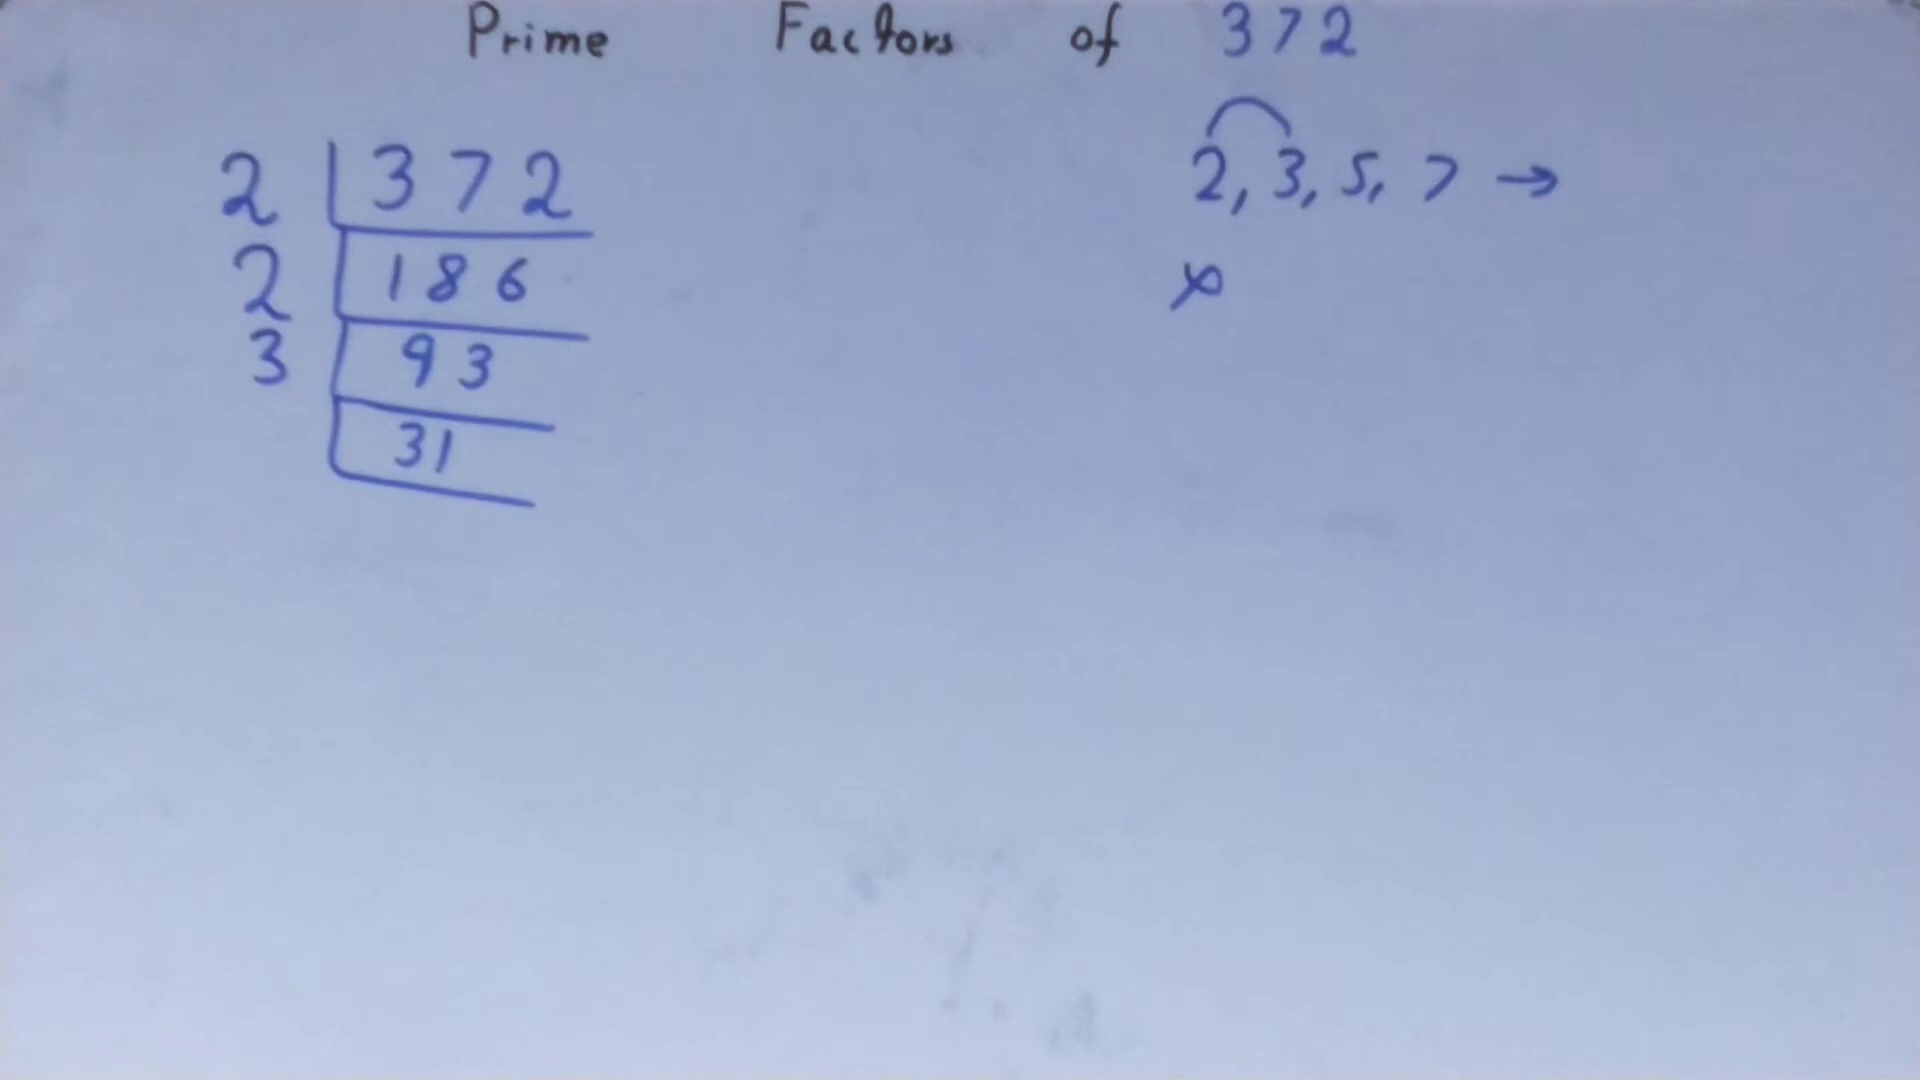 Prime Factors of 372
2, 3, 5, 7 →
2 | 372
2 | 186
3 | 93
31